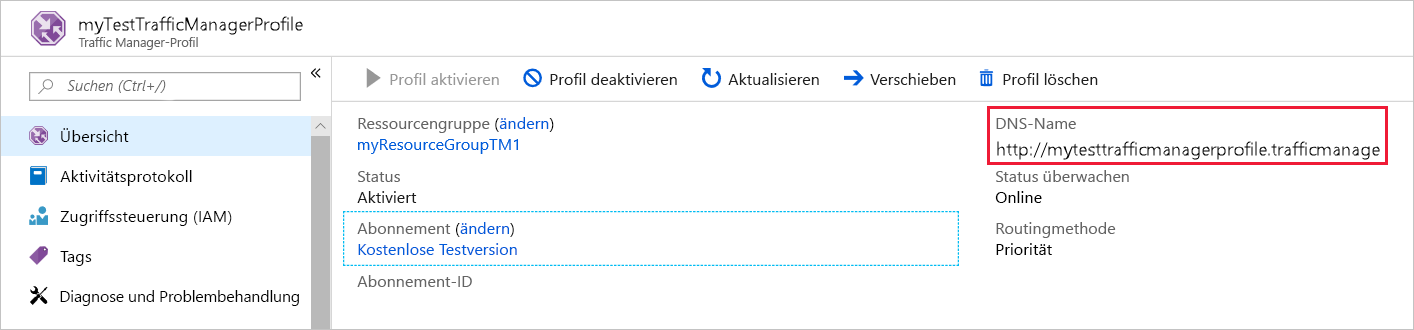 myTestTrafficManagerProfile
Traffic Manager-Profil
Suchen (Ctrl+/)
«
Profil aktivieren
Profil deaktivieren
Aktualisieren
Verschieben
Profil löschen
Übersicht
Aktivitätsprotokoll
Zugriffssteuerung (IAM)
Tags
Diagnose und Problembehandlung
Ressourcengruppe (ändern)
myResourceGroupTM1
Status
Aktiviert
Abonnement (ändern)
Kostenlose Testversion
Abonnement-ID
DNS-Name
http://mytesttrafficmanagerprofile.trafficmanage
Status überwachen
Online
Routingmethode
Priorität